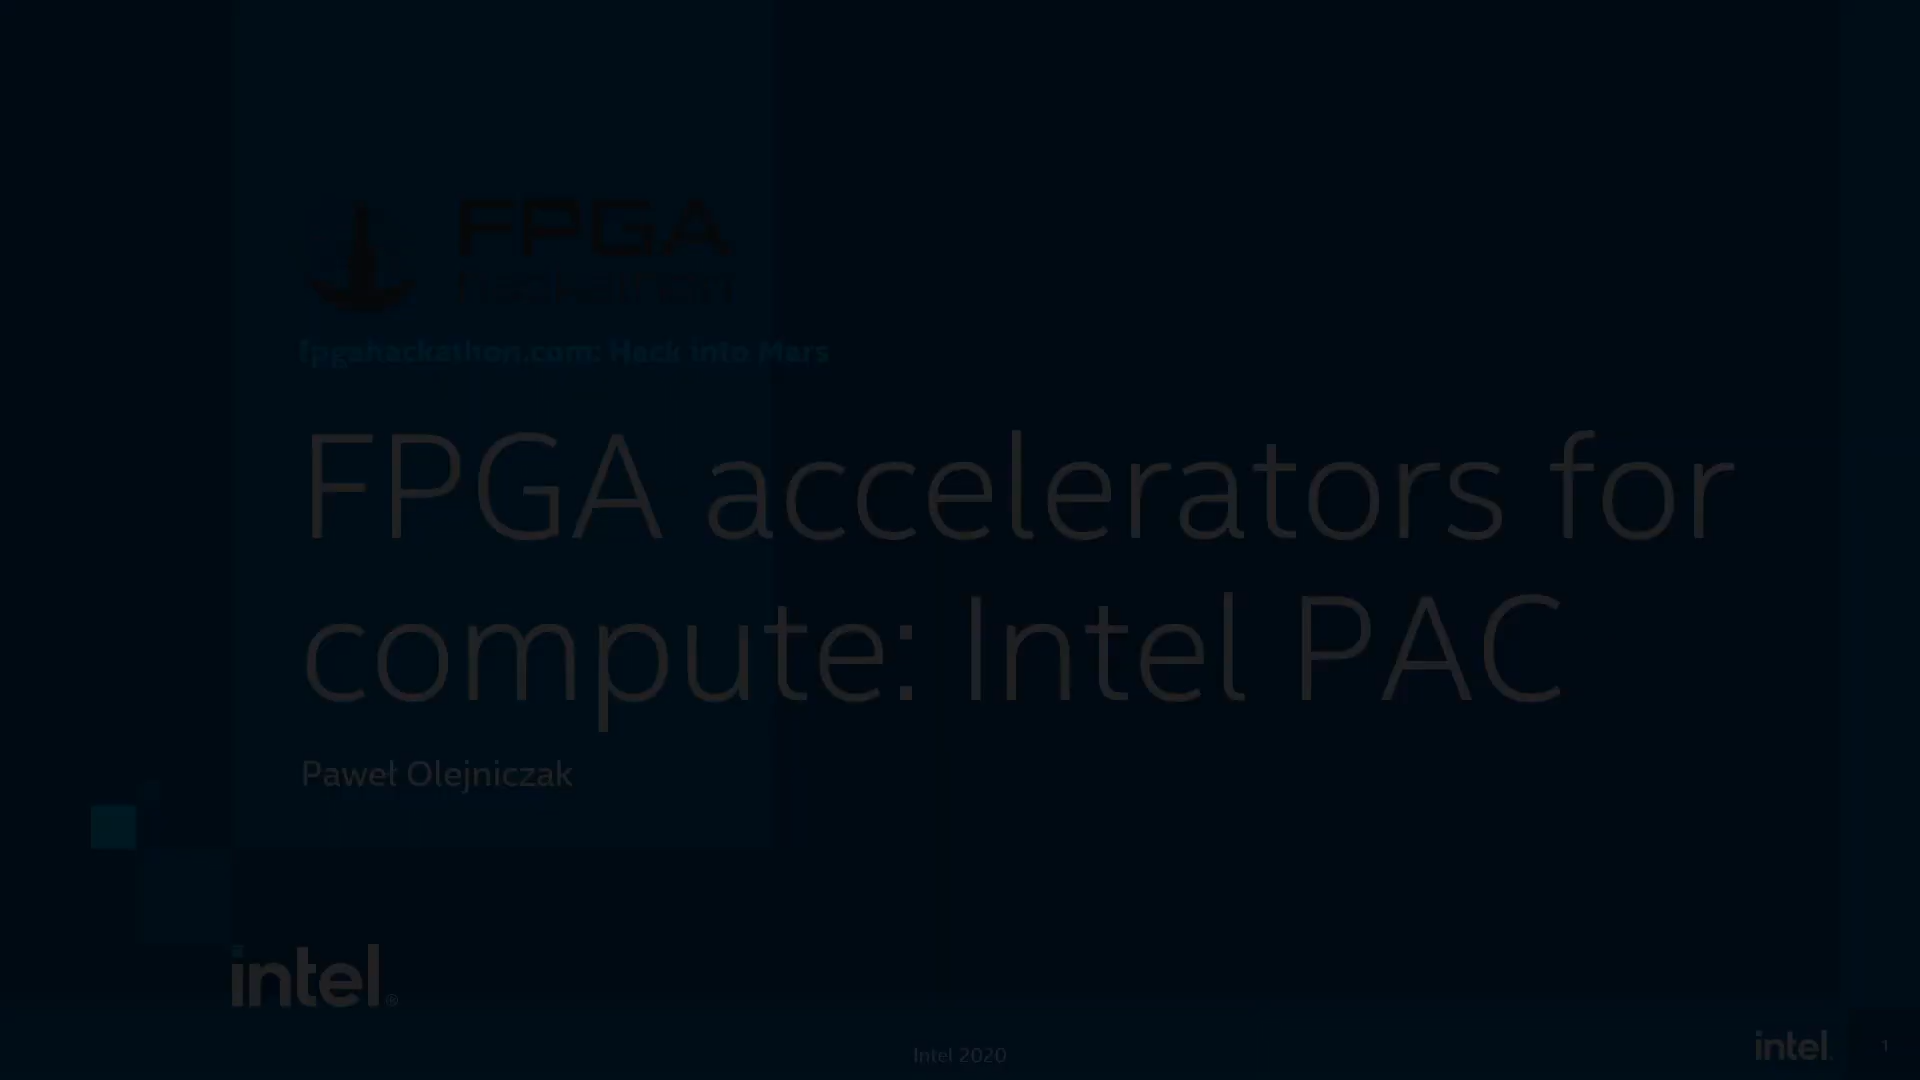 FPGA
hackathon
fpgahackathon.com: Hack into Mars
FPGA accelerators for
compute: Intel PAC
Paweł Olejniczak
intel®
Intel 2020
intel.
1